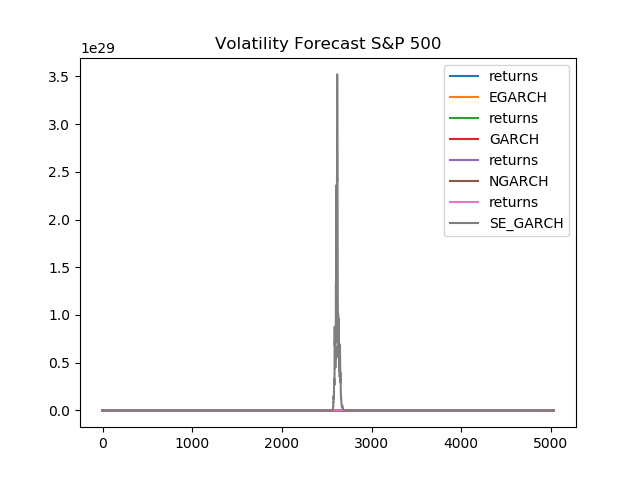 Volatility Forecast S&P 500
1e29
3.5
3.0
2.5
2.0
1.5
1.0
0.5
0.0
0
1000
2000
3000
4000
5000
returns
EGARCH
returns
GARCH
returns
NGARCH
returns
SE_GARCH